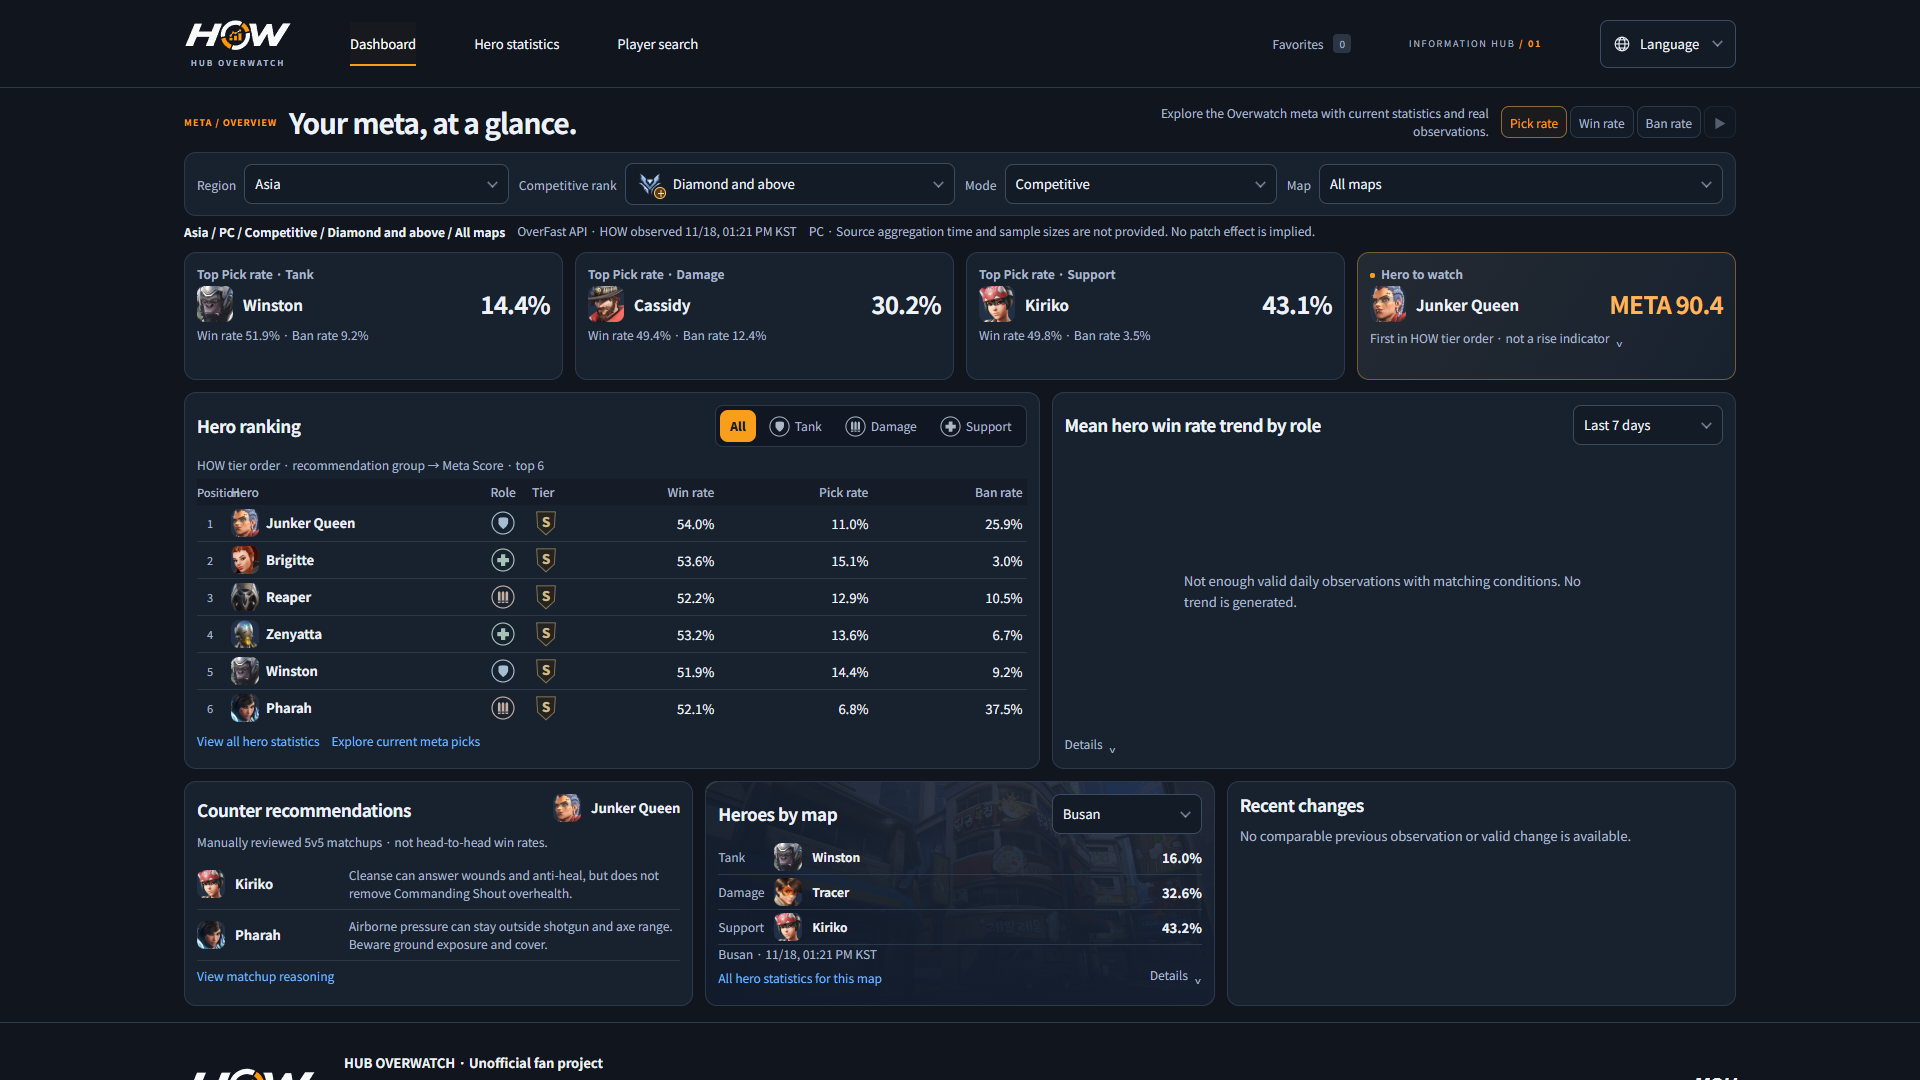 HOW
HUB OVERWATCH
Dashboard
Hero statistics
Player search
Favorites 0
INFORMATION HUB / 01
Language
META / OVERVIEW
Your meta, at a glance.
Explore the Overwatch meta with current statistics and real
observations.
Pick rate
Win rate
Ban rate
Region
Asia
Competitive rank
Diamond and above
Mode
Competitive
Map
All maps
Asia / PC / Competitive / Diamond and above / All maps
OverFast API · HOW observed 11/18, 01:21 PM KST
PC · Source aggregation time and sample sizes are not provided. No patch effect is implied.
Top Pick rate · Tank
Winston
14.4%
Win rate 51.9% · Ban rate 9.2%
Top Pick rate · Damage
Cassidy
30.2%
Win rate 49.4% · Ban rate 12.4%
Top Pick rate · Support
Kiriko
43.1%
Win rate 49.8% · Ban rate 3.5%
Hero to watch
Junker Queen
META 90.4
First in HOW tier order · not a rise indicator
Hero ranking
All
Tank
Damage
Support
HOW tier order · recommendation group → Meta Score · top 6
Position Hero Role Tier Win rate Pick rate Ban rate
1 Junker Queen S 54.0% 11.0% 25.9%
2 Brigitte S 53.6% 15.1% 3.0%
3 Reaper S 52.2% 12.9% 10.5%
4 Zenyatta S 53.2% 13.6% 6.7%
5 Winston S 51.9% 14.4% 9.2%
6 Pharah S 52.1% 6.8% 37.5%
View all hero statistics
Explore current meta picks
Mean hero win rate trend by role
Last 7 days
Not enough valid daily observations with matching conditions. No
trend is generated.
Details
Counter recommendations
Junker Queen
Manually reviewed 5v5 matchups · not head-to-head win rates.
Kiriko
Cleanse can answer wounds and anti-heal, but does not
remove Commanding Shout overhealth.
Pharah
Airborne pressure can stay outside shotgun and axe range.
Beware ground exposure and cover.
View matchup reasoning
Heroes by map
Busan
Tank Winston 16.0%
Damage Tracer 32.6%
Support Kiriko 43.2%
Busan · 11/18, 01:21 PM KST
All hero statistics for this map
Details
Recent changes
No comparable previous observation or valid change is available.
HOW
HUB OVERWATCH · Unofficial fan project